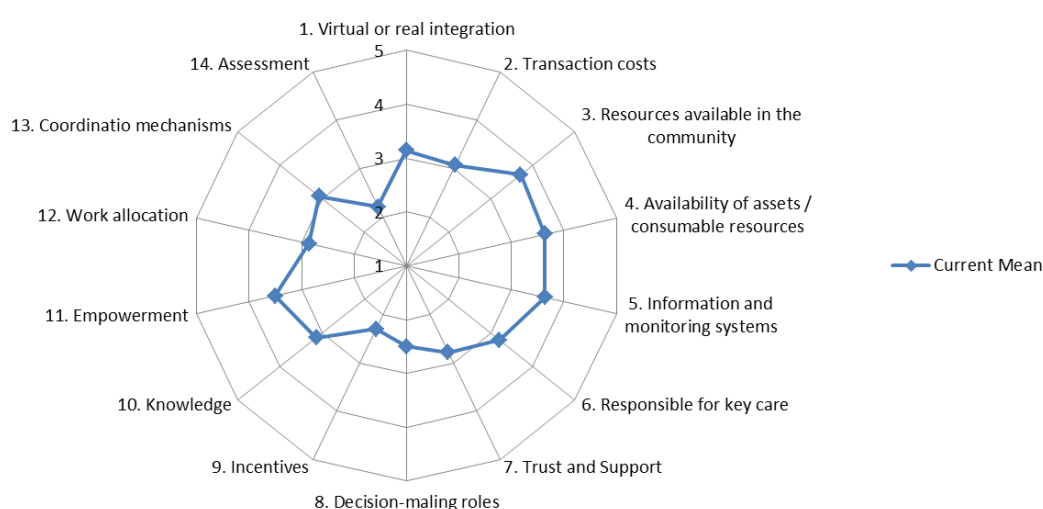 1. Virtual or real integration
5
14. Assessment
2. Transaction costs
4
3. Resources available in the
community
13. Coordinatio mechanisms
3
12. Work allocation
2
4. Availability of assets /
consumable resources
1
Current Mean
11. Empowerment
5. Information and
monitoring systems
10. Knowledge
6. Responsible for key care
9. Incentives
7. Trust and Support
8. Decision-maling roles